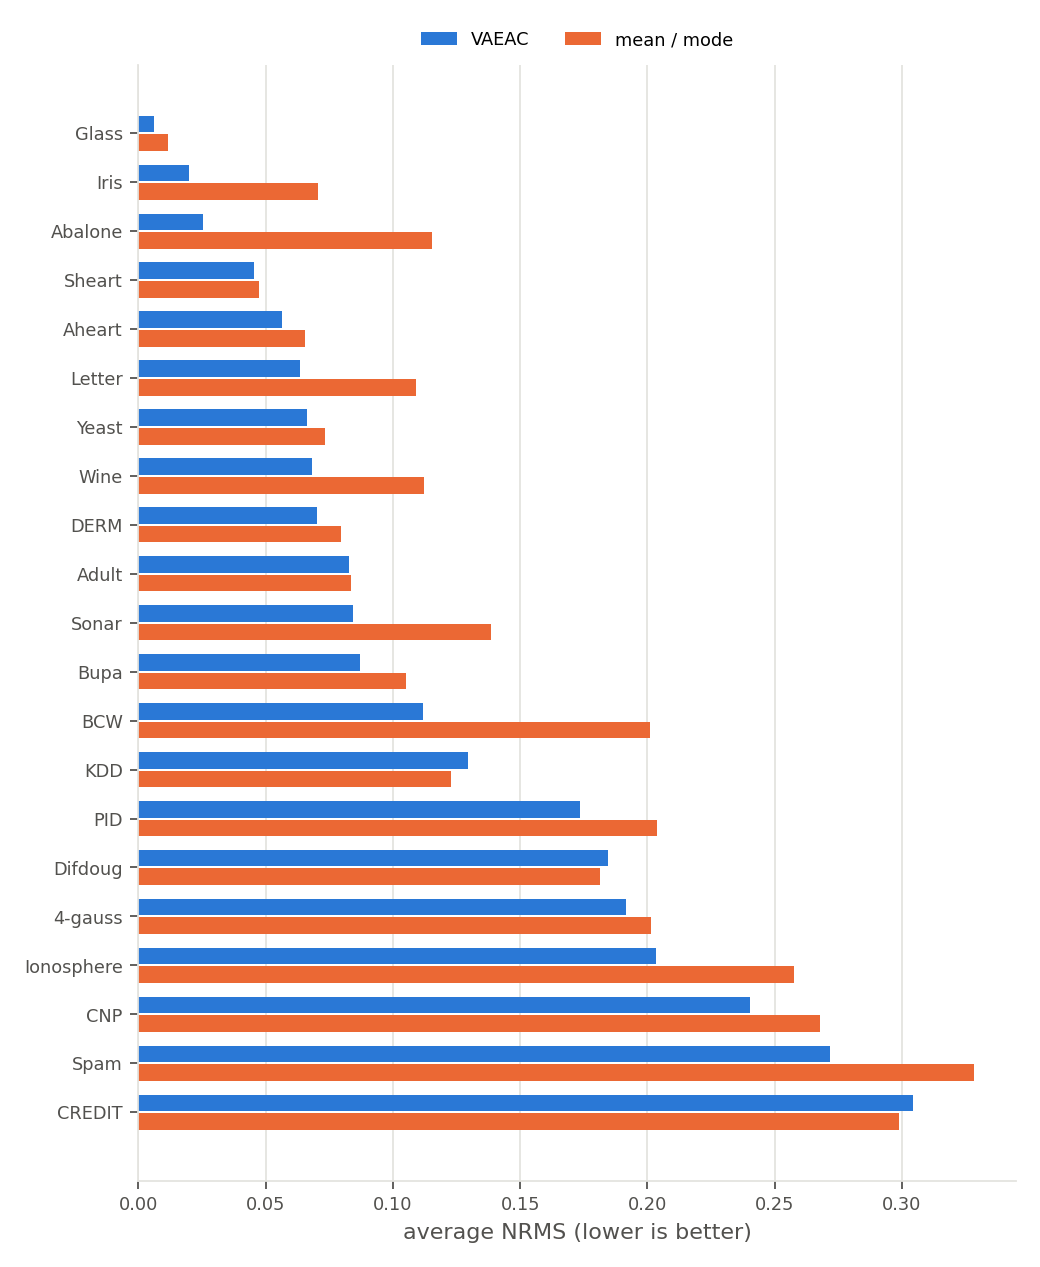 VAEAC mean / mode
Glass
Iris
Abalone
Sheart
Aheart
Letter
Yeast
Wine
DERM
Adult
Sonar
Bupa
BCW
KDD
PID
Difdoug
4-gauss
Ionosphere
CNP
Spam
CREDIT
0.00 0.05 0.10 0.15 0.20 0.25 0.30
average NRMS (lower is better)